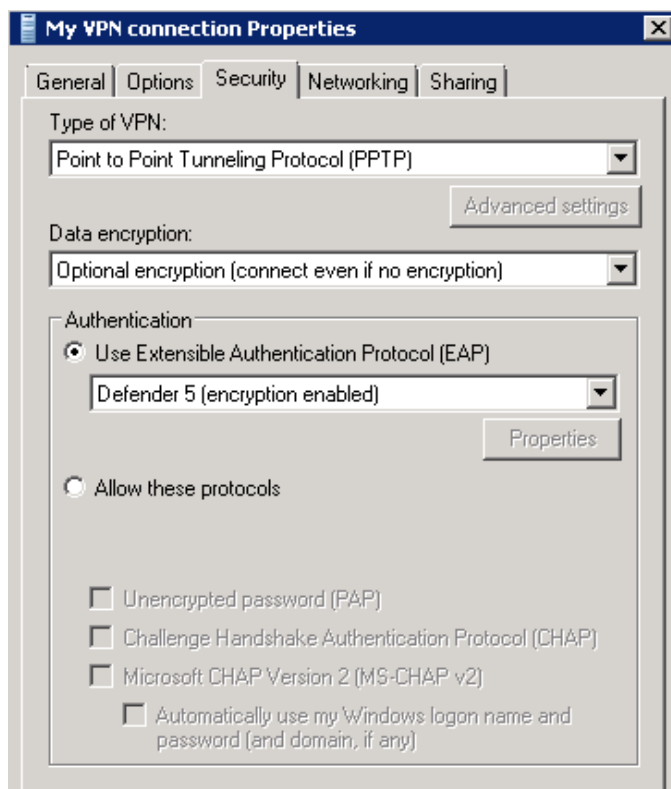 My VPN connection Properties
General Options Security Networking Sharing
Type of VPN:
Point to Point Tunneling Protocol (PPTP)
Advanced settings
Data encryption:
Optional encryption (connect even if no encryption)
Authentication
Use Extensible Authentication Protocol (EAP)
Defender 5 (encryption enabled)
Properties
Allow these protocols
Unencrypted password (PAP)
Challenge Handshake Authentication Protocol (CHAP)
Microsoft CHAP Version 2 (MS-CHAP v2)
Automatically use my Windows logon name and
password (and domain, if any)